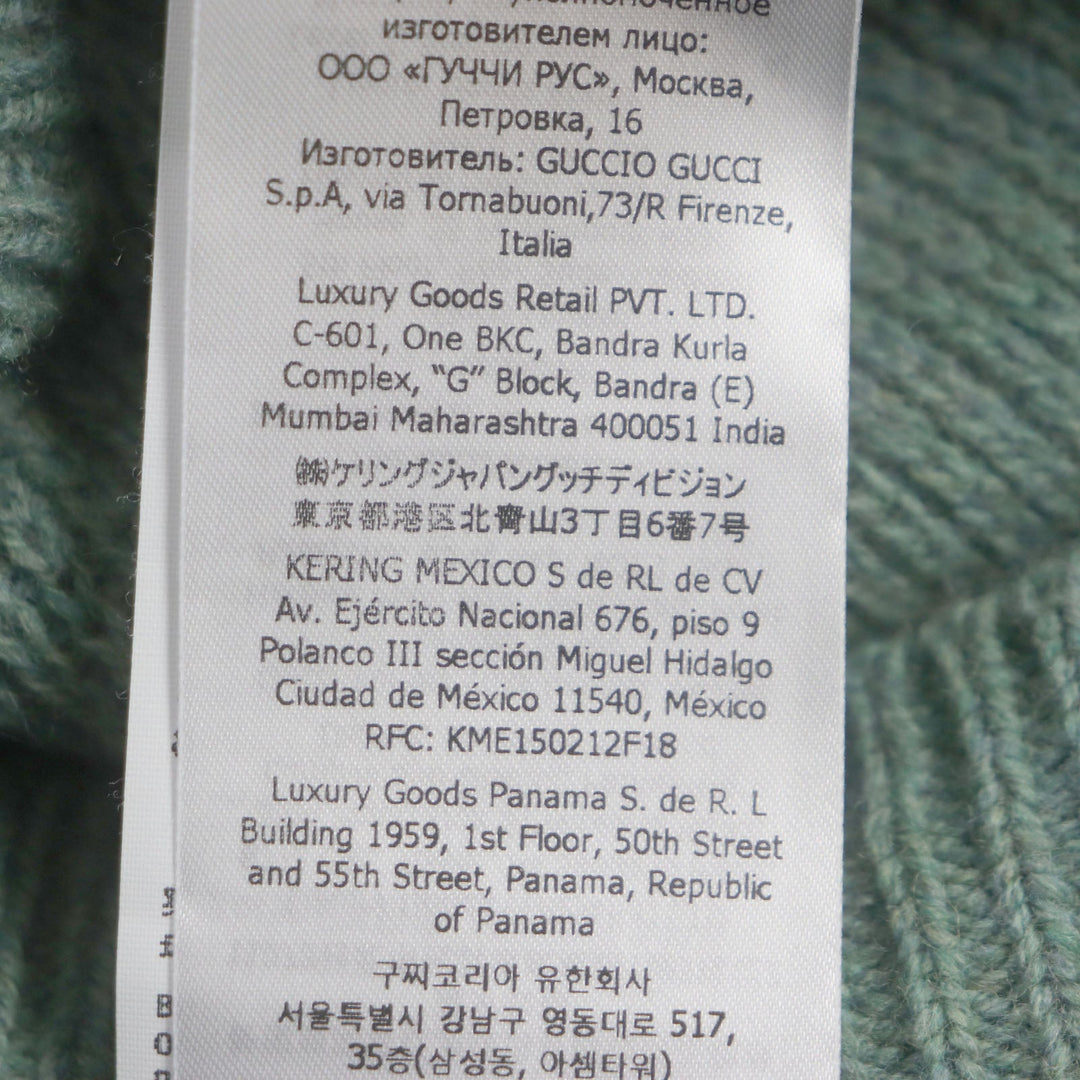 изготовителем лицо:
ООО «ГУЧЧИ РУС», Москва,
Петровка, 16
Изготовитель: GUCCIO GUCCI
S.p.A, via Tornabuoni,73/R Firenze,
Italia
Luxury Goods Retail PVT. LTD.
C-601, One BKC, Bandra Kurla
Complex, “G” Block, Bandra (E)
Mumbai Maharashtra 400051 India
㈱ケリングジャパングッチディビジョン
東京都港区北青山3丁目6番7号
KERING MEXICO S de RL de CV
Av. Ejército Nacional 676, piso 9
Polanco III sección Miguel Hidalgo
Ciudad de México 11540, México
RFC: KME150212F18
Luxury Goods Panama S. de R. L
Building 1959, 1st Floor, 50th Street
and 55th Street, Panama, Republic
of Panama
구찌코리아 유한회사
서울특별시 강남구 영동대로 517,
35층(삼성동, 아셈타워)